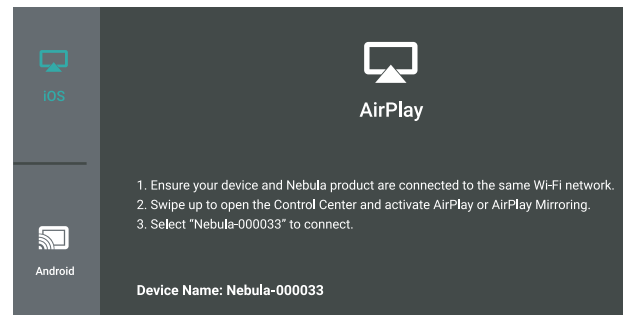 iOS
Android
AirPlay
1. Ensure your device and Nebula product are connected to the same Wi-Fi network.
2. Swipe up to open the Control Center and activate AirPlay or AirPlay Mirroring.
3. Select “Nebula-000033” to connect.
Device Name: Nebula-000033